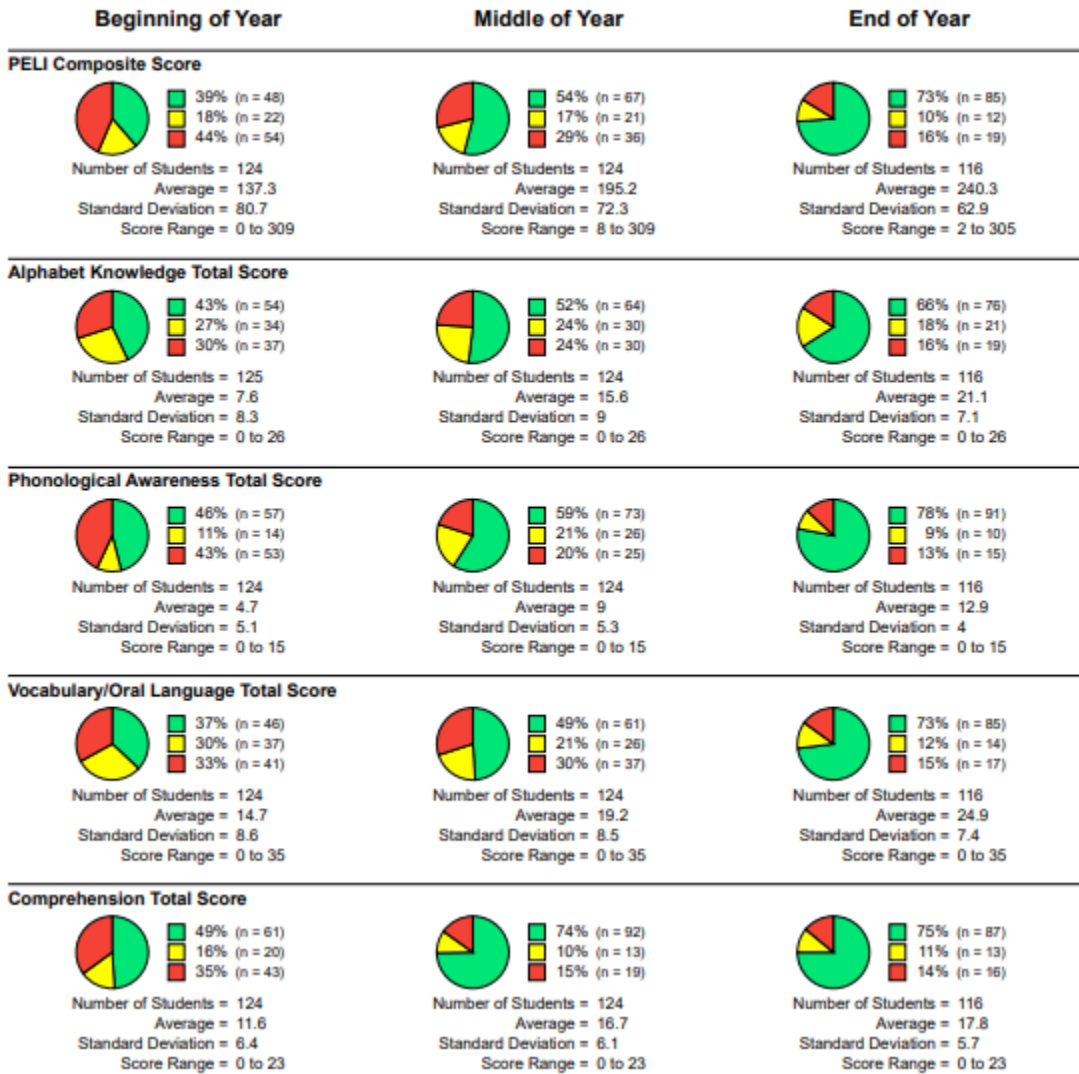 Beginning of Year Middle of Year End of Year
PELI Composite Score
39% (n = 48) 54% (n = 67) 73% (n = 85)
18% (n = 22) 17% (n = 21) 10% (n = 12)
44% (n = 54) 29% (n = 36) 16% (n = 19)
Number of Students = 124 Number of Students = 124 Number of Students = 116
Average = 137.3 Average = 195.2 Average = 240.3
Standard Deviation = 80.7 Standard Deviation = 72.3 Standard Deviation = 62.9
Score Range = 0 to 309 Score Range = 8 to 309 Score Range = 2 to 305
Alphabet Knowledge Total Score
43% (n = 54) 52% (n = 64) 66% (n = 76)
27% (n = 34) 24% (n = 30) 18% (n = 21)
30% (n = 37) 24% (n = 30) 16% (n = 19)
Number of Students = 125 Number of Students = 124 Number of Students = 116
Average = 7.6 Average = 15.6 Average = 21.1
Standard Deviation = 8.3 Standard Deviation = 9 Standard Deviation = 7.1
Score Range = 0 to 26 Score Range = 0 to 26 Score Range = 0 to 26
Phonological Awareness Total Score
46% (n = 57) 59% (n = 73) 78% (n = 91)
11% (n = 14) 21% (n = 26) 9% (n = 10)
43% (n = 53) 20% (n = 25) 13% (n = 15)
Number of Students = 124 Number of Students = 124 Number of Students = 116
Average = 4.7 Average = 9 Average = 12.9
Standard Deviation = 5.1 Standard Deviation = 5.3 Standard Deviation = 4
Score Range = 0 to 15 Score Range = 0 to 15 Score Range = 0 to 15
Vocabulary/Oral Language Total Score
37% (n = 46) 49% (n = 61) 73% (n = 85)
30% (n = 37) 21% (n = 26) 12% (n = 14)
33% (n = 41) 30% (n = 37) 15% (n = 17)
Number of Students = 124 Number of Students = 124 Number of Students = 116
Average = 14.7 Average = 19.2 Average = 24.9
Standard Deviation = 8.6 Standard Deviation = 8.5 Standard Deviation = 7.4
Score Range = 0 to 35 Score Range = 0 to 35 Score Range = 0 to 35
Comprehension Total Score
49% (n = 61) 74% (n = 92) 75% (n = 87)
16% (n = 20) 10% (n = 13) 11% (n = 13)
35% (n = 43) 15% (n = 19) 14% (n = 16)
Number of Students = 124 Number of Students = 124 Number of Students = 116
Average = 11.6 Average = 16.7 Average = 17.8
Standard Deviation = 6.4 Standard Deviation = 6.1 Standard Deviation = 5.7
Score Range = 0 to 23 Score Range = 0 to 23 Score Range = 0 to 23